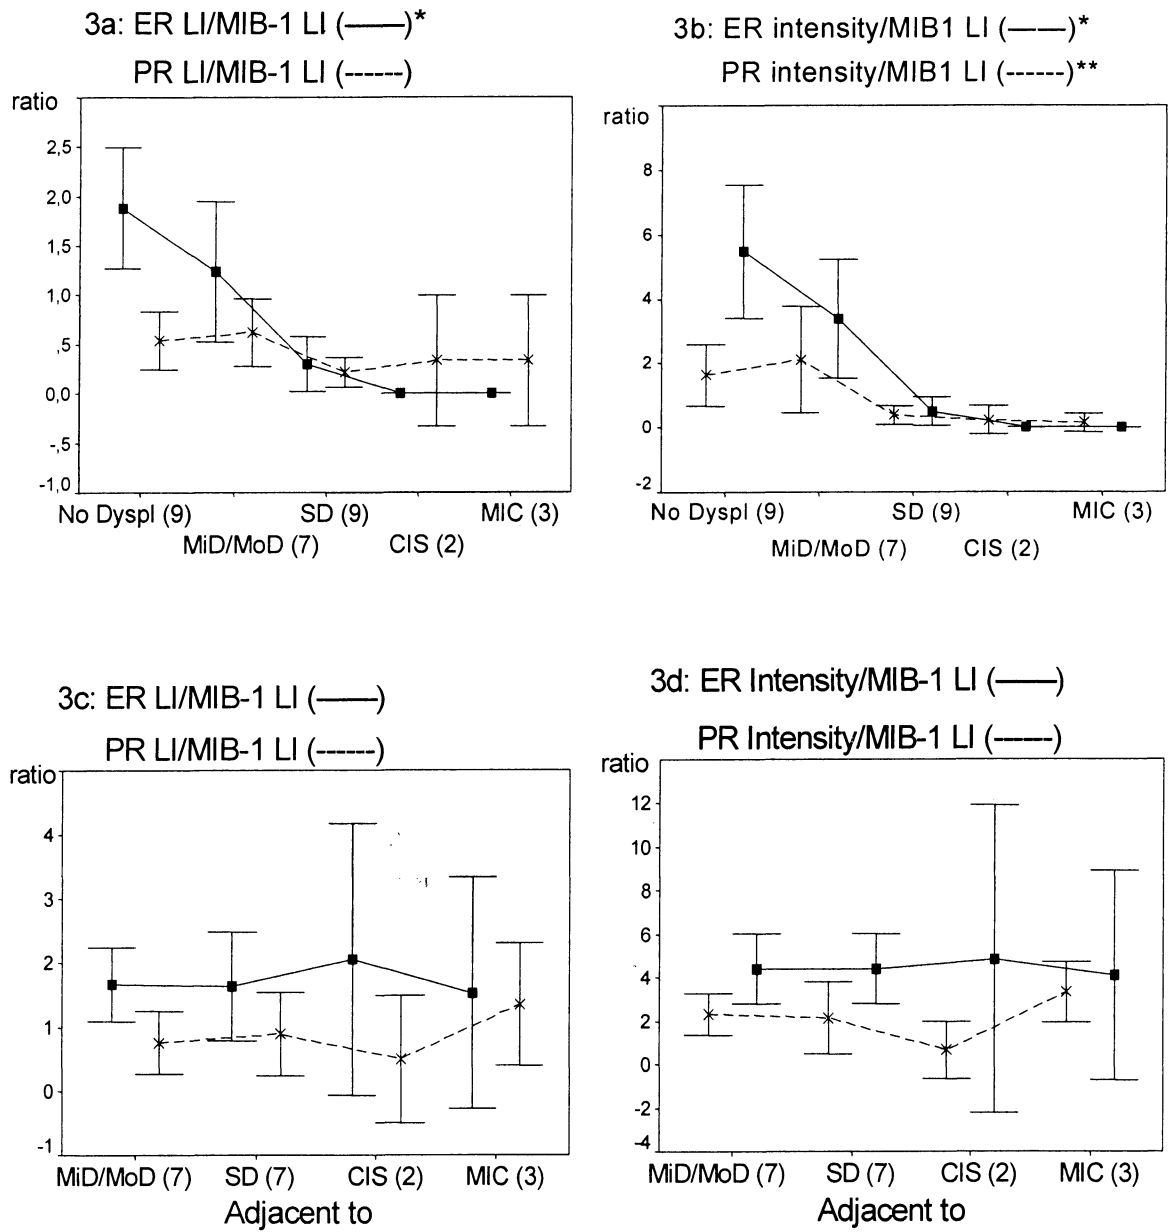 3a: ER LI/MIB-1 LI (———)*
PR LI/MIB-1 LI (------)
ratio
2,5
2,0
1,5
1,0
,5
0,0
-,5
-1,0
No Dyspl (9) SD (9) MIC (3)
MiD/MoD (7) CIS (2)
3b: ER intensity/MIB1 LI (———)*
PR intensity/MIB1 LI (------)**
ratio
8
6
4
2
0
-2
No Dyspl (9) SD (9) MIC (3)
MiD/MoD (7) CIS (2)
3c: ER LI/MIB-1 LI (———)
PR LI/MIB-1 LI (------)
ratio
4
3
2
1
0
-1
MiD/MoD (7) SD (7) CIS (2) MIC (3)
Adjacent to
3d: ER Intensity/MIB-1 LI (———)
PR Intensity/MIB-1 LI (------)
ratio
12
10
8
6
4
2
0
-2
-4
MiD/MoD (7) SD (7) CIS (2) MIC (3)
Adjacent to